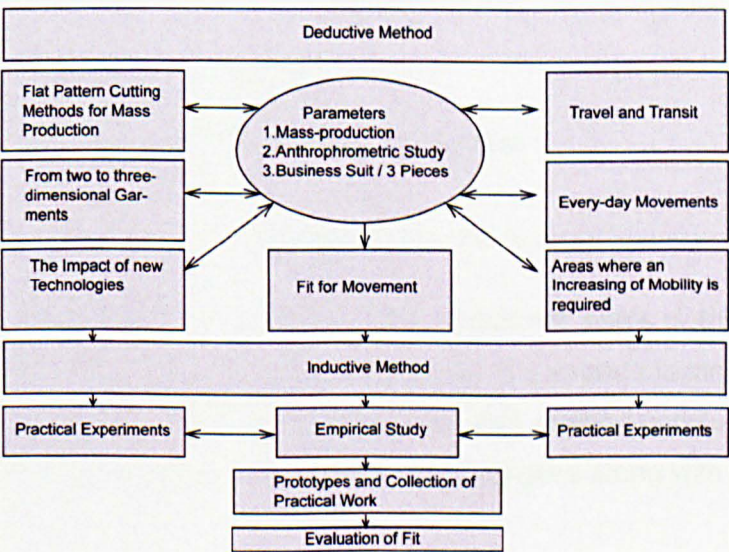 Deductive Method
Flat Pattern Cutting
Methods for Mass
Production
Parameters
1.Mass-production
2.Anthrophrometric Study
3.Business Suit / 3 Pieces
Travel and Transit
From two to three-
dimensional Gar-
ments
Every-day Movements
The Impact of new
Technologies
Fit for Movement
Areas where an
Increasing of Mobility is
required
Inductive Method
Practical Experiments
Empirical Study
Practical Experiments
Prototypes and Collection of
Practical Work
Evaluation of Fit